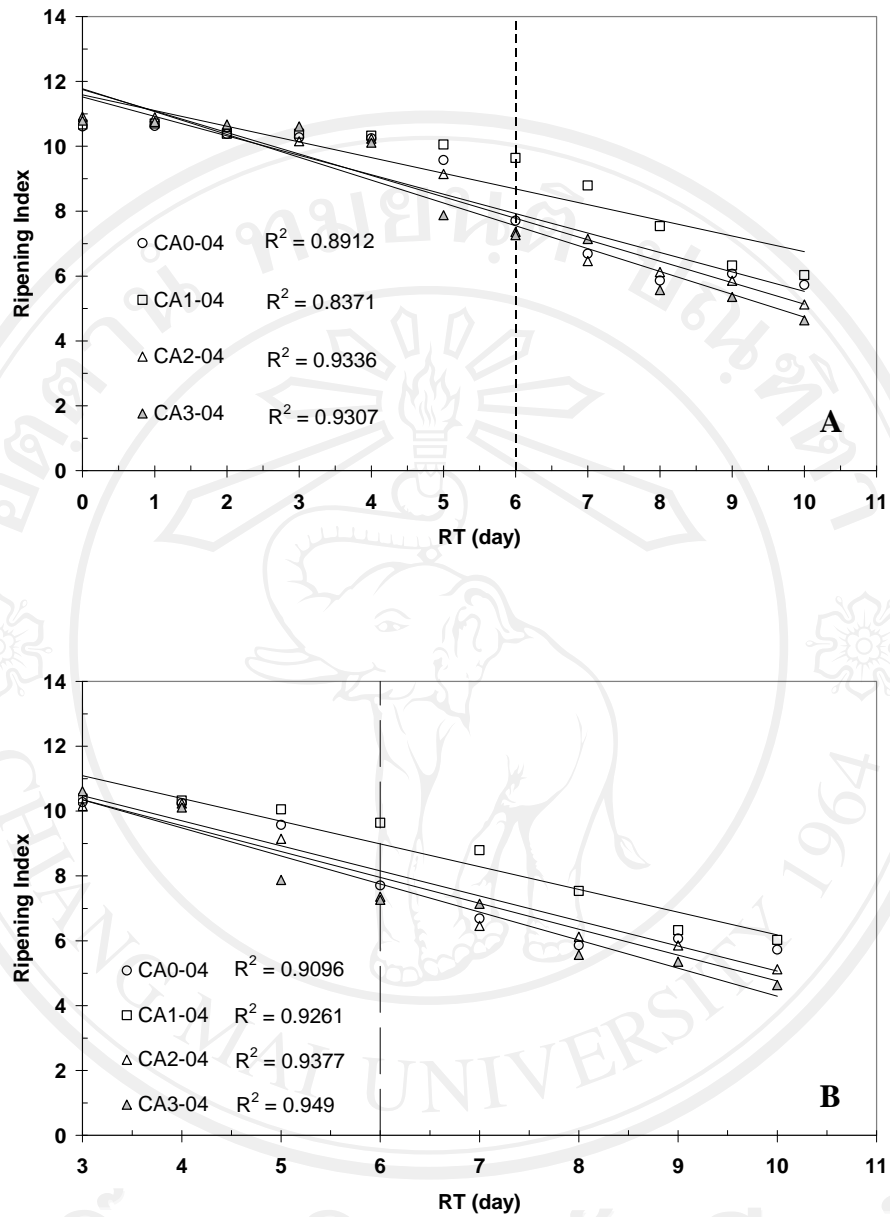 14
12
10
8
6
4
2
0
Ripening Index
CA0-04 R² = 0.8912
CA1-04 R² = 0.8371
CA2-04 R² = 0.9336
CA3-04 R² = 0.9307
A
0 1 2 3 4 5 6 7 8 9 10 11
RT (day)
14
12
10
8
6
4
2
0
Ripening Index
CA0-04 R² = 0.9096
CA1-04 R² = 0.9261
CA2-04 R² = 0.9377
CA3-04 R² = 0.949
B
3 4 5 6 7 8 9 10 11
RT (day)
CHIANG MAI UNIVERSITY 1964